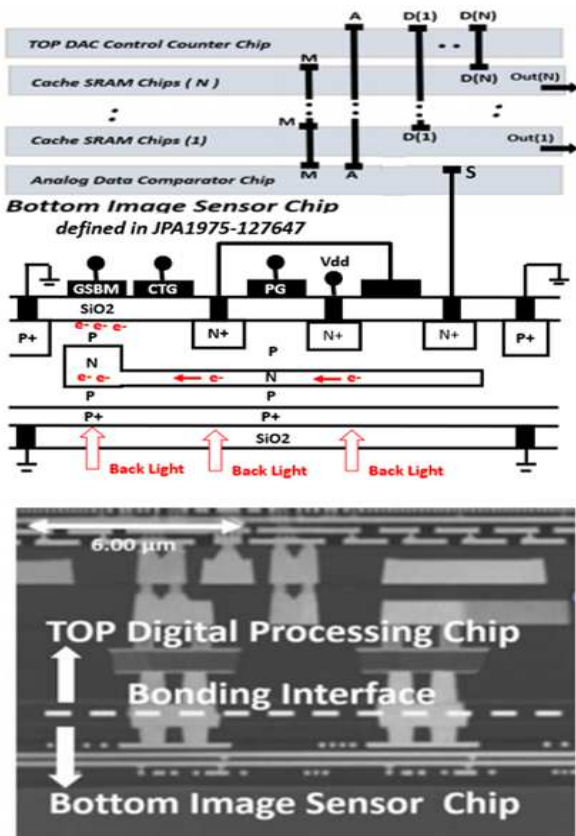 A D(1) D(N)
TOP DAC Control Counter Chip
M
Cache SRAM Chips ( N )
D(N) Out(N)
M
Cache SRAM Chips (1)
D(1) Out(1)
Analog Data Comparator Chip
M A S
Bottom Image Sensor Chip
defined in JPA1975-127647
Vdd
GSBM CTG PG
SiO2
e- e- e-
P+ P N+ N+ N+ P+
P
N
e- e- e- N e-
P P
P+ P+
SiO2
Back Light Back Light Back Light
6.00 μm
TOP Digital Processing Chip
Bonding Interface
Bottom Image Sensor Chip